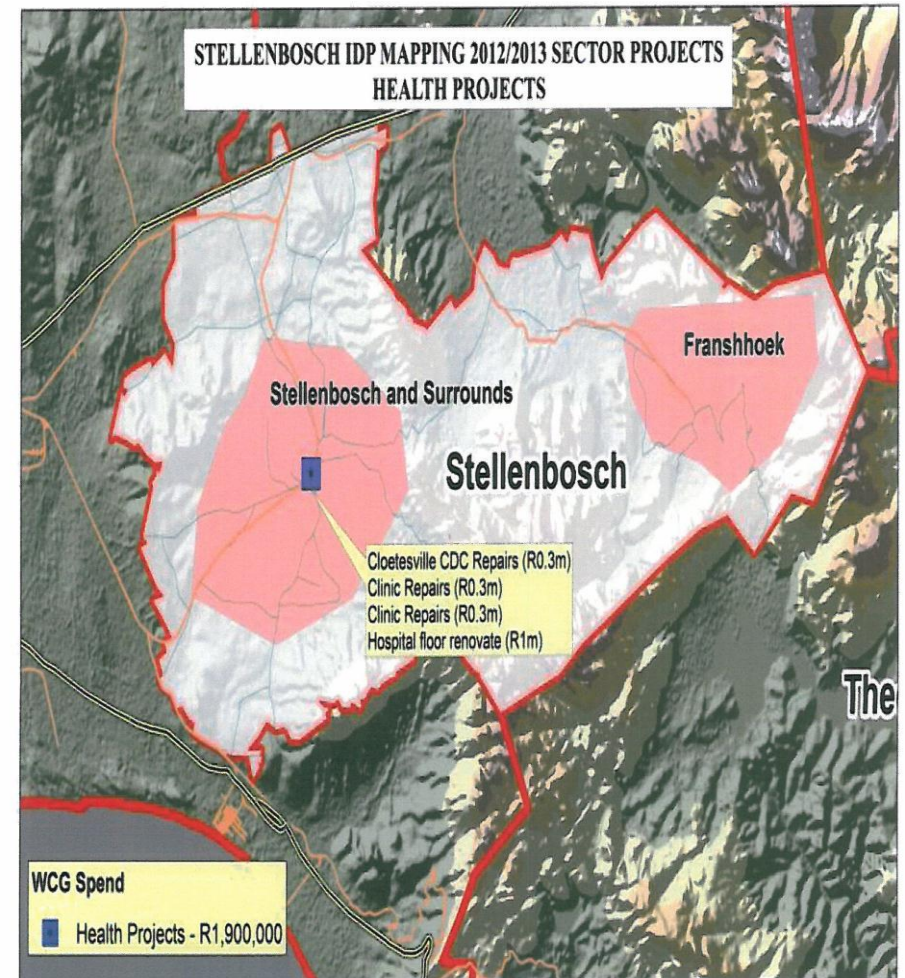 STELLENBOSCH IDP MAPPING 2012/2013 SECTOR PROJECTS
HEALTH PROJECTS
Franshhoek
Stellenbosch and Surrounds
Stellenbosch
Cloetesville CDC Repairs (R0.3m)
Clinic Repairs (R0.3m)
Clinic Repairs (R0.3m)
Hospital floor renovate (R1m)
The
WCG Spend
Health Projects - R1,900,000